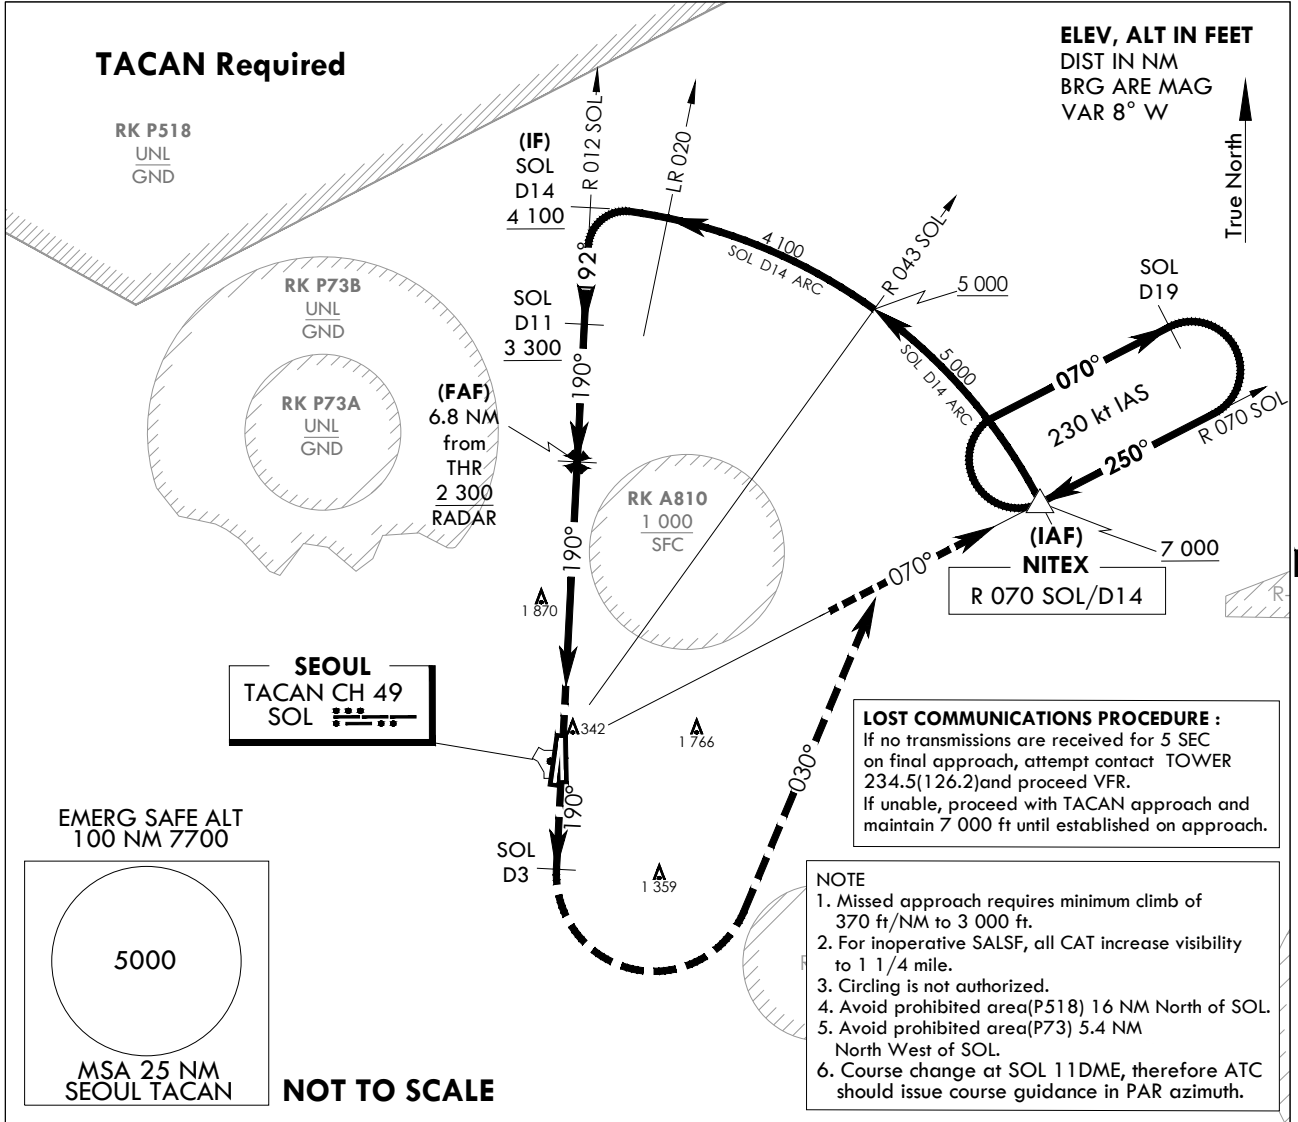 TACAN Required
ELEV, ALT IN FEET
DIST IN NM
BRG ARE MAG
VAR 8° W
True North
RK P518
UNL
GND
(IF)
SOL
D14
4 100
R 012 SOL
LR 020
192°
4 100
SOL D14 ARC
R 043 SOL
5 000
SOL
D19
RK P73B
UNL
GND
SOL
D11
3 300
190°
5 000
SOL D14 ARC
070°
230 kt IAS
R 070 SOL
250°
RK P73A
UNL
GND
(FAF)
6.8 NM
from
THR
2 300
RADAR
RK A810
1 000
SFC
190°
070°
(IAF)
NITEX
R 070 SOL/D14
7 000
R-
1 870
SEOUL
TACAN CH 49
SOL
342
1 766
030°
190°
SOL
D3
1 359
LOST COMMUNICATIONS PROCEDURE :
If no transmissions are received for 5 SEC
on final approach, attempt contact TOWER
234.5(126.2)and proceed VFR.
If unable, proceed with TACAN approach and
maintain 7 000 ft until established on approach.
EMERG SAFE ALT
100 NM 7700
5000
MSA 25 NM
SEOUL TACAN
NOT TO SCALE
R
NOTE
1. Missed approach requires minimum climb of
370 ft/NM to 3 000 ft.
2. For inoperative SALSF, all CAT increase visibility
to 1 1/4 mile.
3. Circling is not authorized.
4. Avoid prohibited area(P518) 16 NM North of SOL.
5. Avoid prohibited area(P73) 5.4 NM
North West of SOL.
6. Course change at SOL 11DME, therefore ATC
should issue course guidance in PAR azimuth.